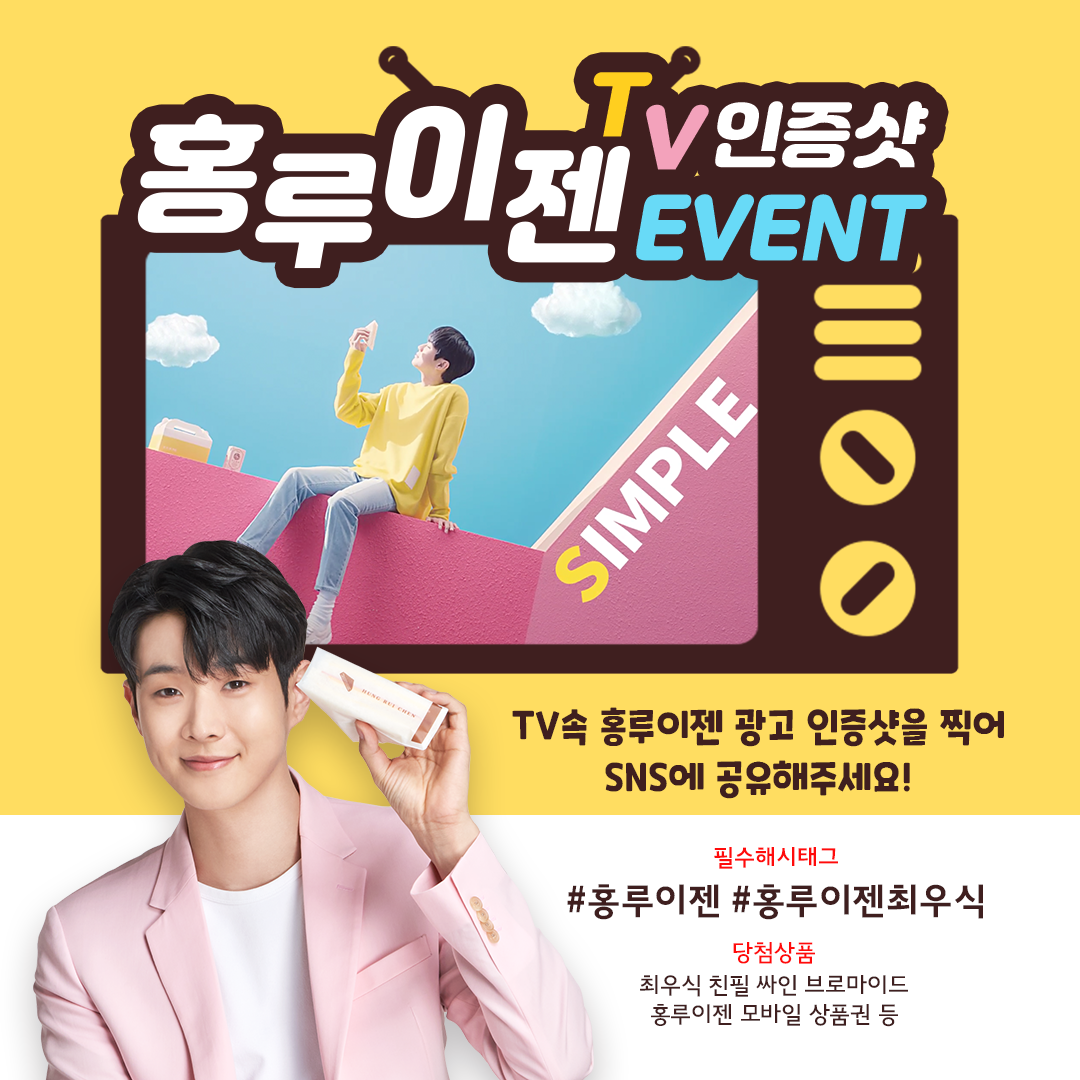 홍루이젠 TV 인증샷
EVENT
SIMPLE
HUNG RUI CHEN
TV속 홍루이젠 광고 인증샷을 찍어
SNS에 공유해주세요!
필수해시태그
#홍루이젠 #홍루이젠최우식
당첨상품
최우식 친필 싸인 브로마이드
홍루이젠 모바일 상품권 등